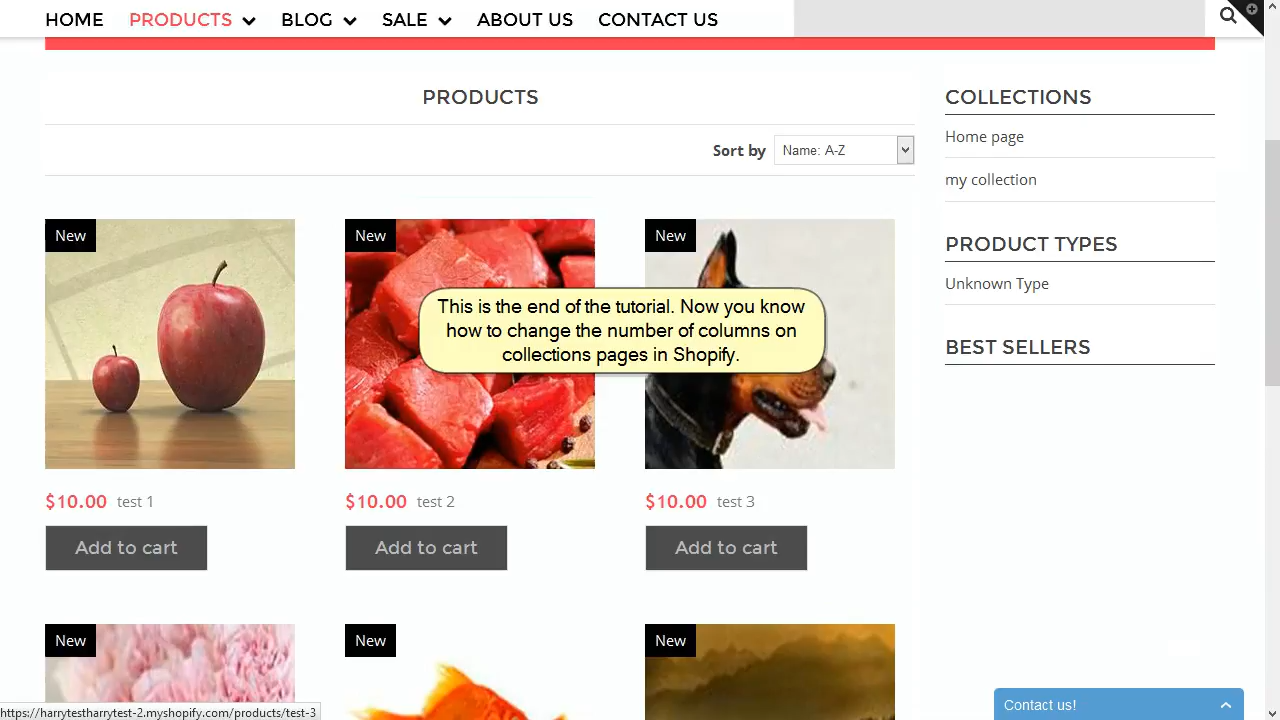 HOME PRODUCTS BLOG SALE ABOUT US CONTACT US
PRODUCTS
Sort by Name: A-Z
New New New
This is the end of the tutorial. Now you know
how to change the number of columns on
collections pages in Shopify.
$10.00 test 1 $10.00 test 2 $10.00 test 3
Add to cart Add to cart Add to cart
New New New
COLLECTIONS
Home page
my collection
PRODUCT TYPES
Unknown Type
BEST SELLERS
Contact us!
https://harrytestharrytest-2.myshopify.com/products/test-3